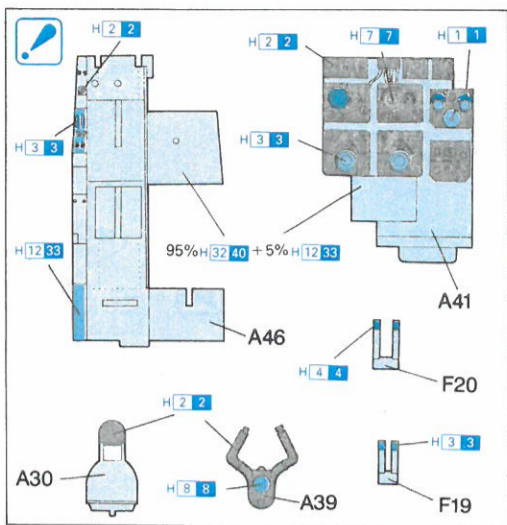 H 2 2
H 7 7
H 1 1
H 2 2
H 3 3
H 3 3
95% H 32 40 + 5% H 12 33
H 12 33
A41
A46
H 4 4
F20
H 2 2
H 3 3
A30
H 8 8
A39
F19